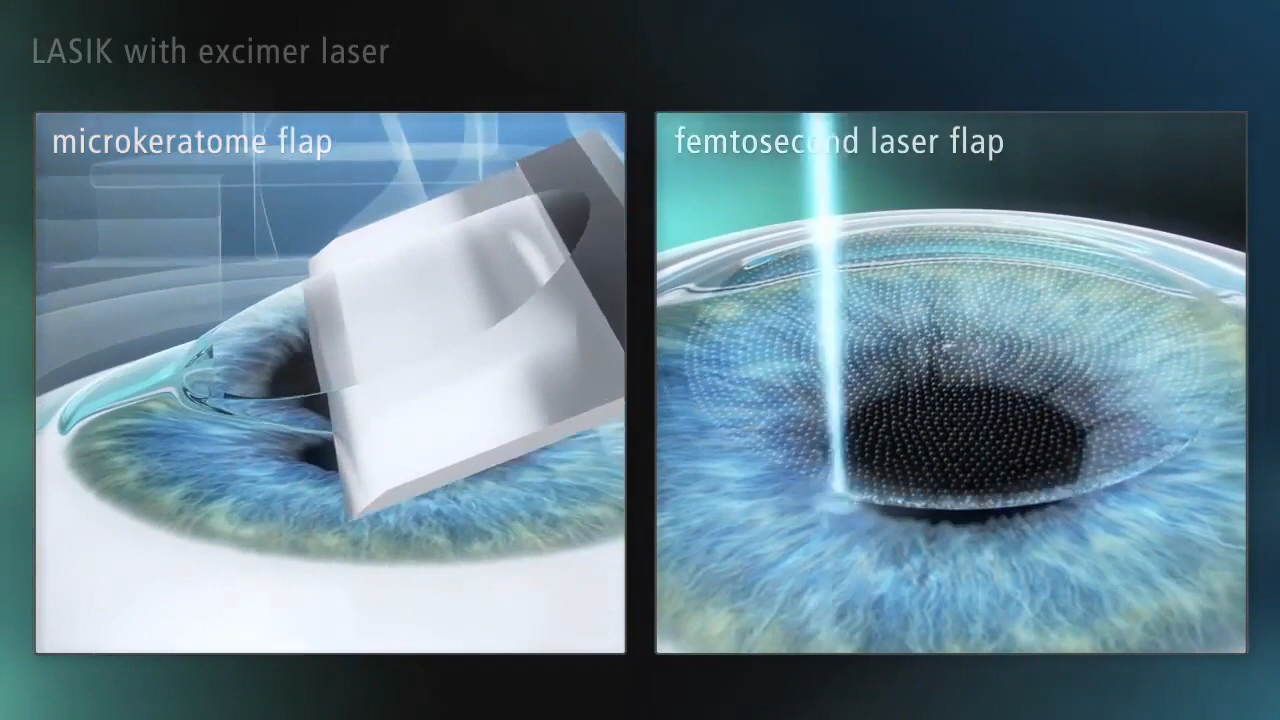 LASIK with excimer laser
microkeratome flap
femtosecond laser flap